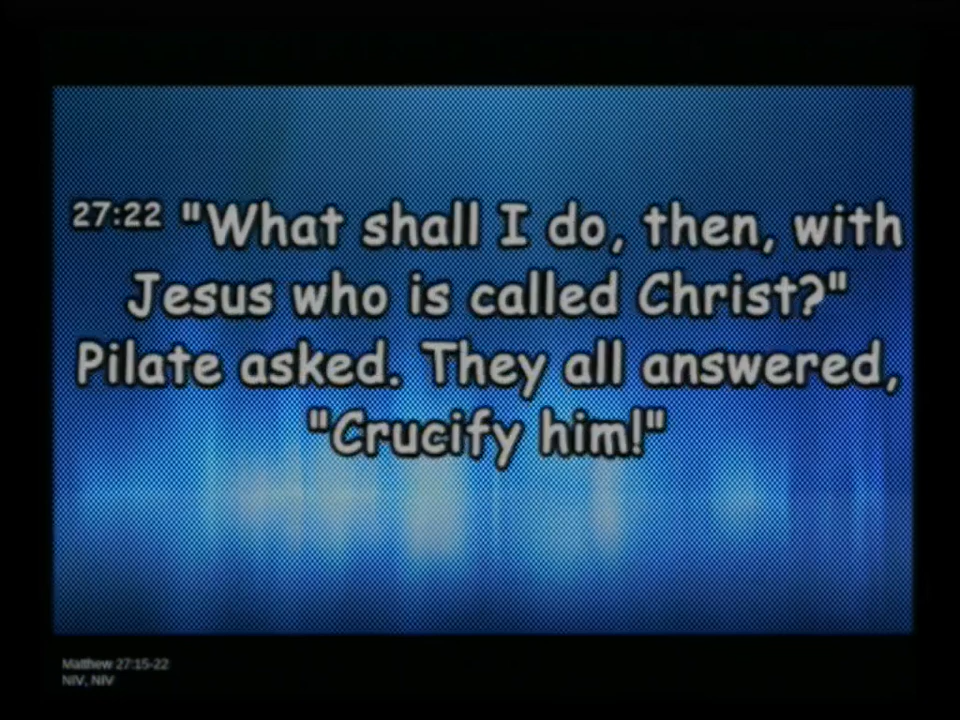 27:22 "What shall I do, then, with
Jesus who is called Christ?"
Pilate asked. They all answered,
"Crucify him!"
Matthew 27:15-22
NIV, NIV